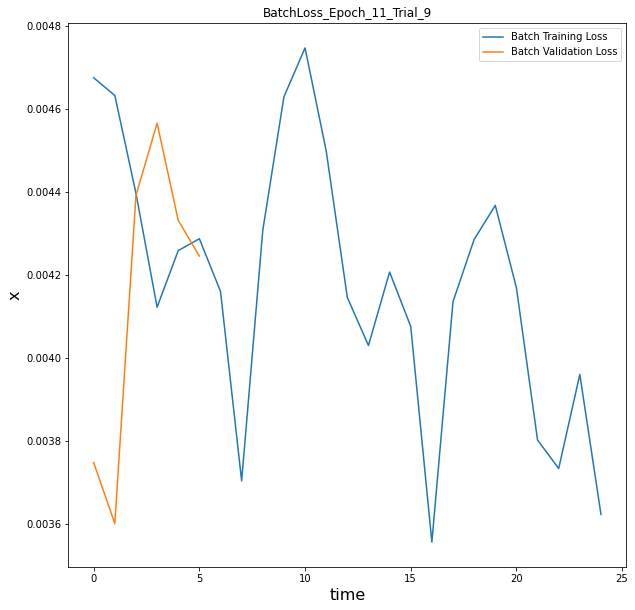 BatchLoss_Epoch_11_Trial_9
Batch Training Loss
Batch Validation Loss
0.0048
0.0046
0.0044
0.0042
0.0040
0.0038
0.0036
x
0
5
10
15
20
25
time